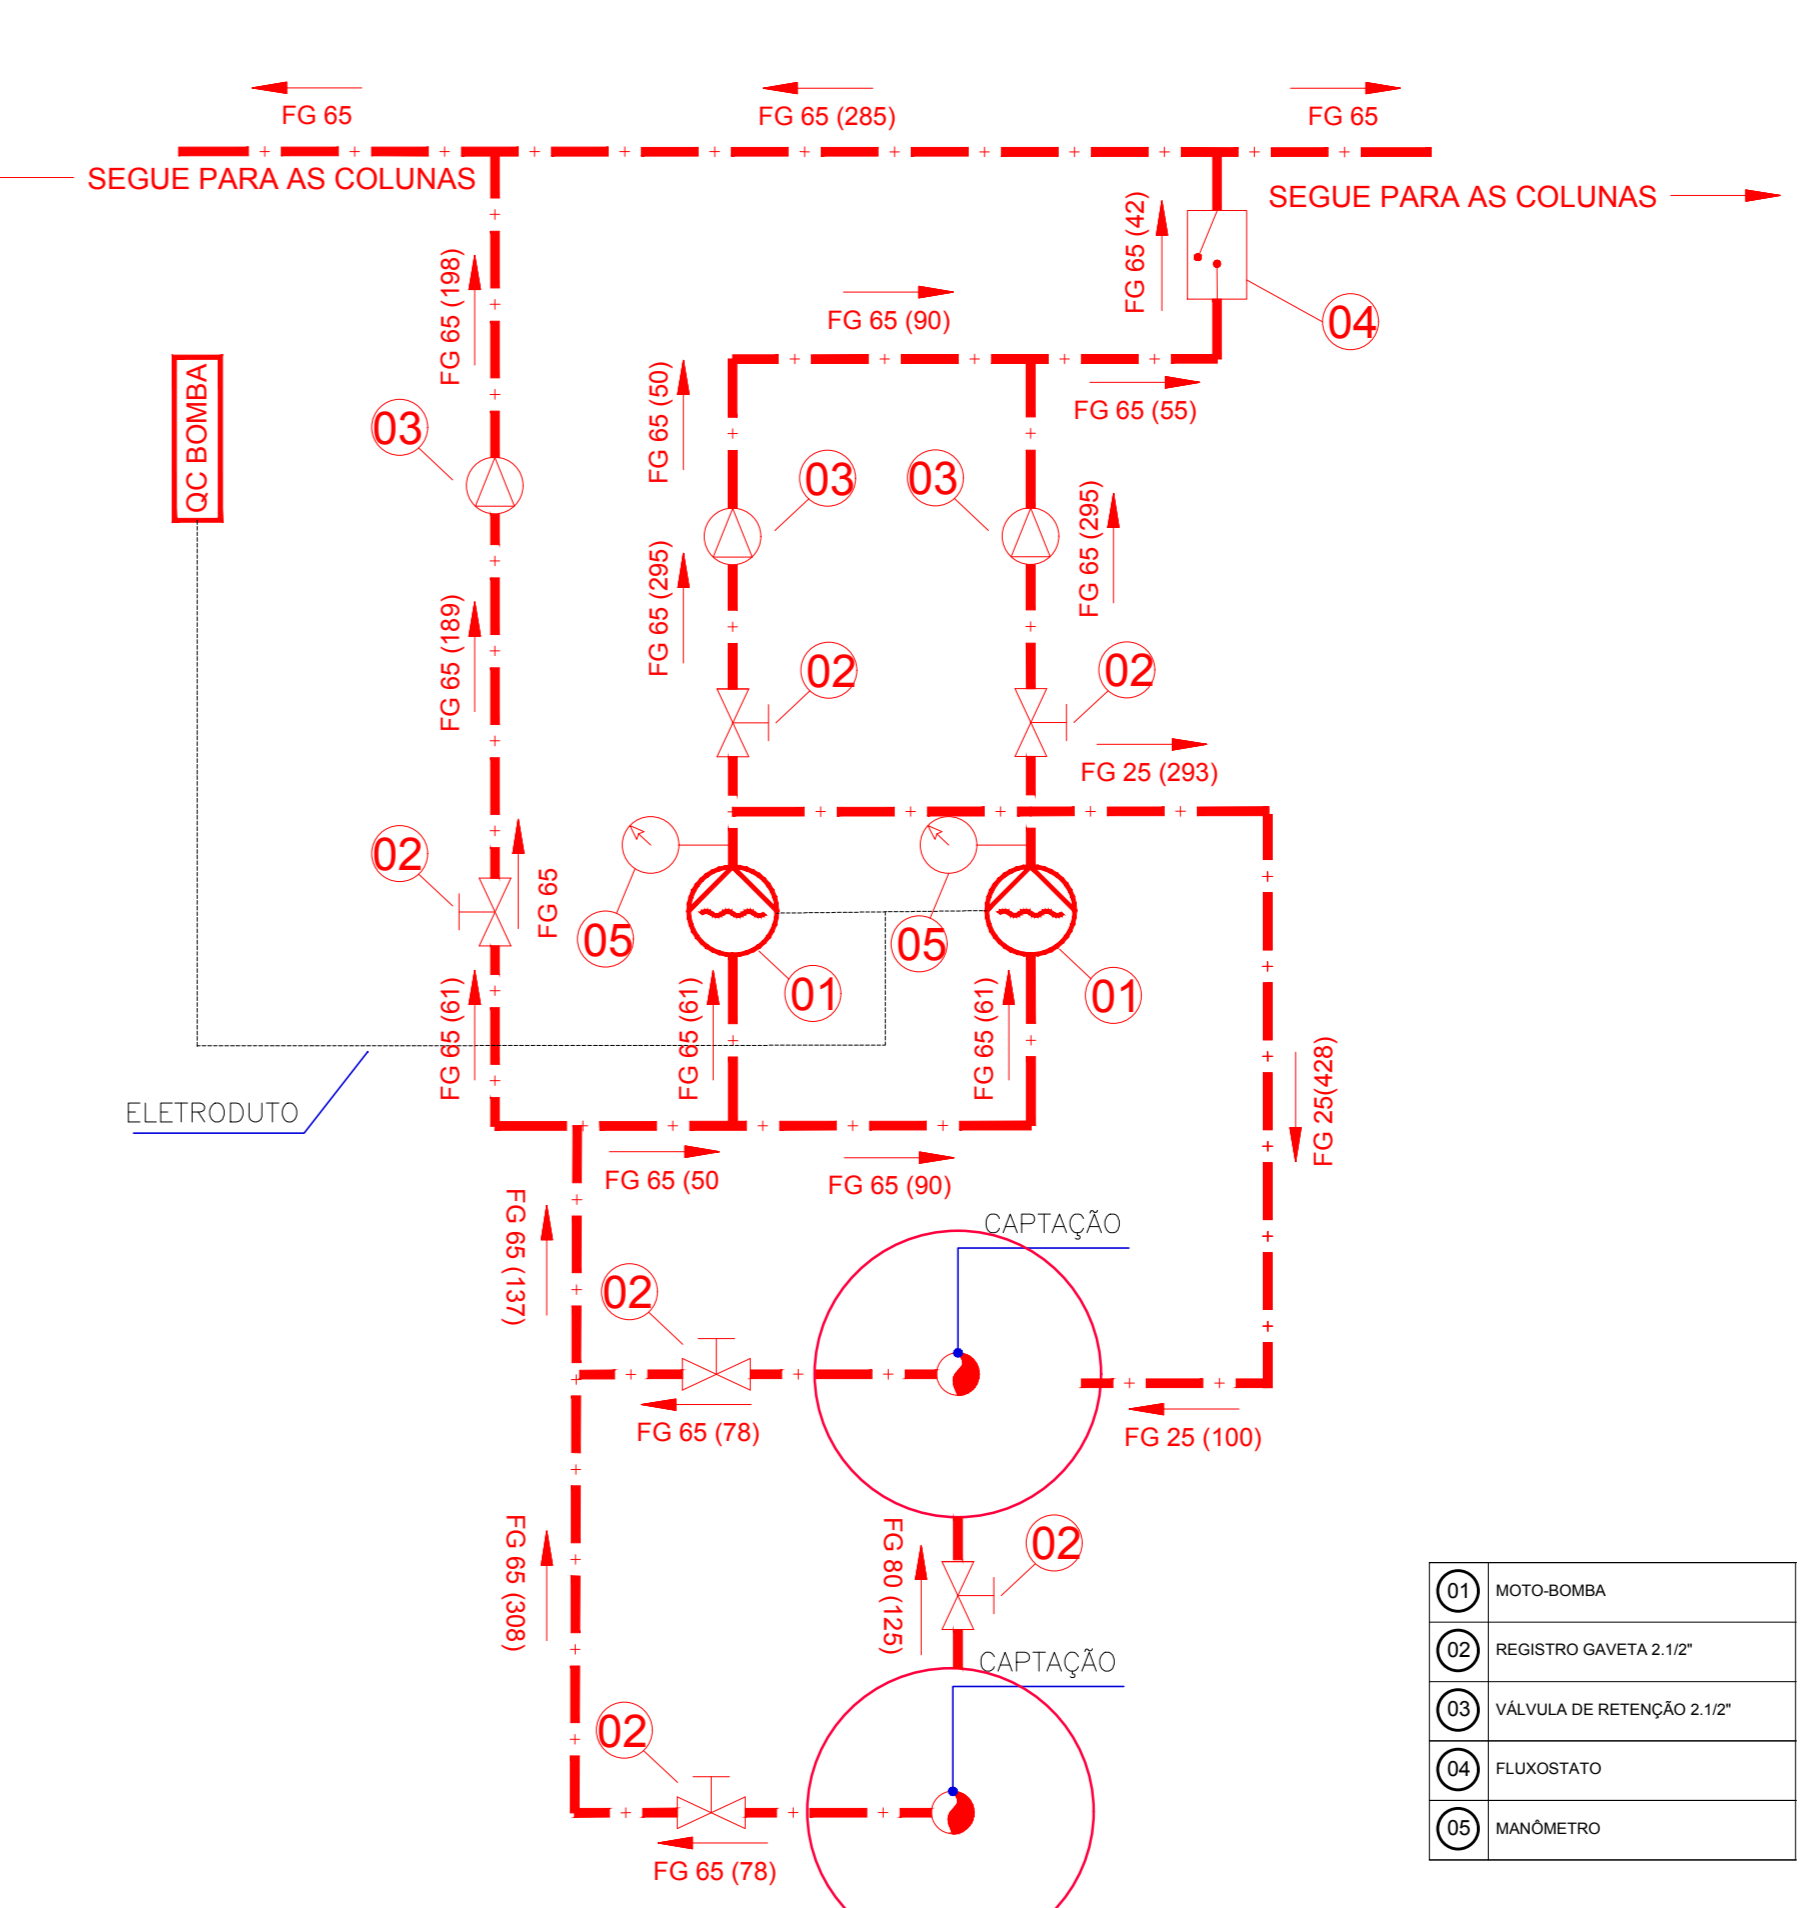 FG 65
FG 65 (285)
FG 65
SEGUE PARA AS COLUNAS
SEGUE PARA AS COLUNAS
FG 65 (42)
FG 65 (198)
FG 65 (90)
04
QC BOMBA
FG 65 (50)
FG 65 (55)
03
03
03
FG 65 (295)
FG 65 (295)
FG 65 (189)
02
02
FG 25 (293)
02
FG 65
05
05
01
01
FG 65 (61)
FG 65 (61)
FG 65 (61)
ELETRODUTO
FG 25(428)
FG 65 (50
FG 65 (90)
FG 65 (137)
CAPTAÇÃO
02
FG 65 (78)
FG 25 (100)
FG 65 (308)
FG 80 (125)
02
CAPTAÇÃO
02
FG 65 (78)
01 MOTO-BOMBA
02 REGISTRO GAVETA 2.1/2"
03 VÁLVULA DE RETENÇÃO 2.1/2"
04 FLUXOSTATO
05 MANÔMETRO